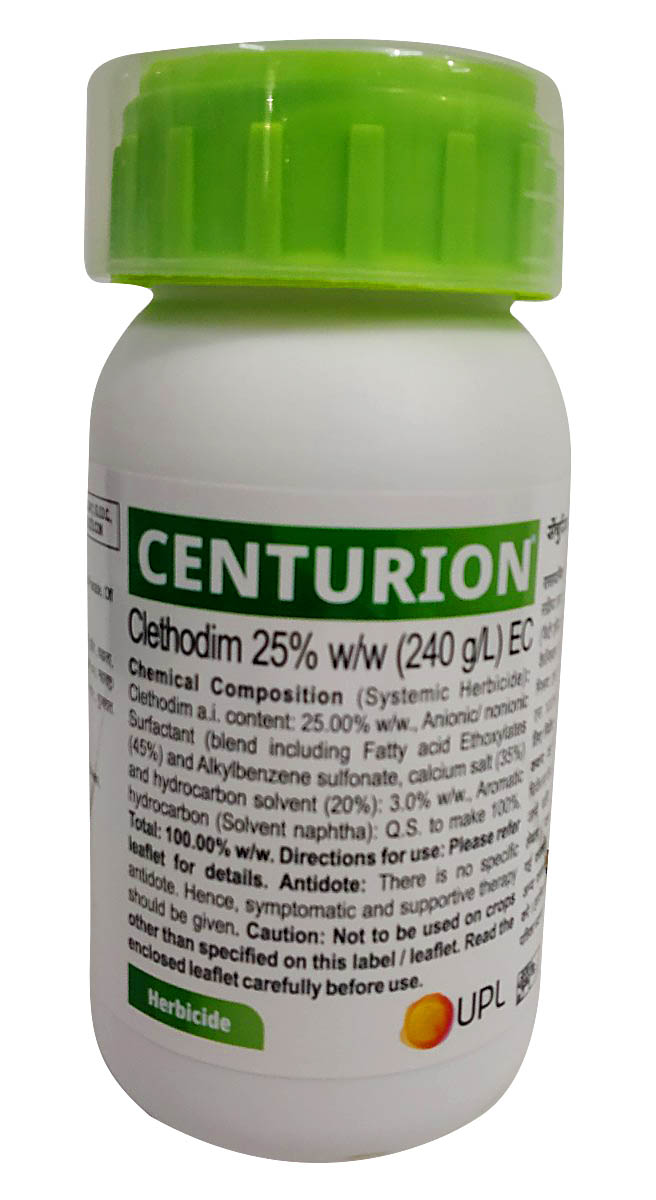 CENTURION
Clethodim 25% w/w (240 g/L) EC
Chemical Composition (Systemic Herbicide):
Clethodim a.i. content: 25.00% w/w., Anionic/ nonionic
Surfactant (blend including Fatty acid Ethoxylates
(45%) and Alkylbenzene sulfonate, calcium salt (35%)
and hydrocarbon solvent (20%): 3.0% w/w., Aromatic
hydrocarbon (Solvent naphtha): Q.S. to make 100%,
Total: 100.00% w/w. Directions for use: Please refer
leaflet for details. Antidote: There is no specific
antidote. Hence, symptomatic and supportive therapy
should be given. Caution: Not to be used on crops
other than specified on this label / leaflet. Read the
enclosed leaflet carefully before use.
Herbicide
UPL